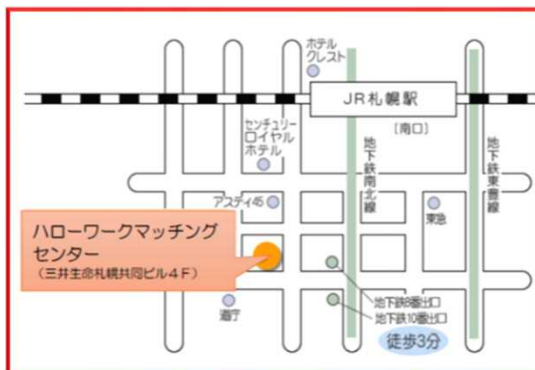 ホテル
クレスト
JR札幌駅
〔南口〕
センチュリー
ロイヤル
ホテル
地下鉄南北線
地下鉄東豊線
アスティ45
東急
ハローワークマッチング
センター
(三井生命札幌共同ビル4F)
道庁
地下鉄8番出口
地下鉄10番出口
徒歩3分